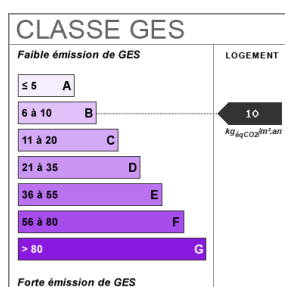 CLASSE GES
Faible émission de GES
LOGEMENT
≤ 5 A
6 à 10 B
10
kgéqCO2/m².an
11 à 20 C
21 à 35 D
36 à 55 E
56 à 80 F
> 80 G
Forte émission de GES